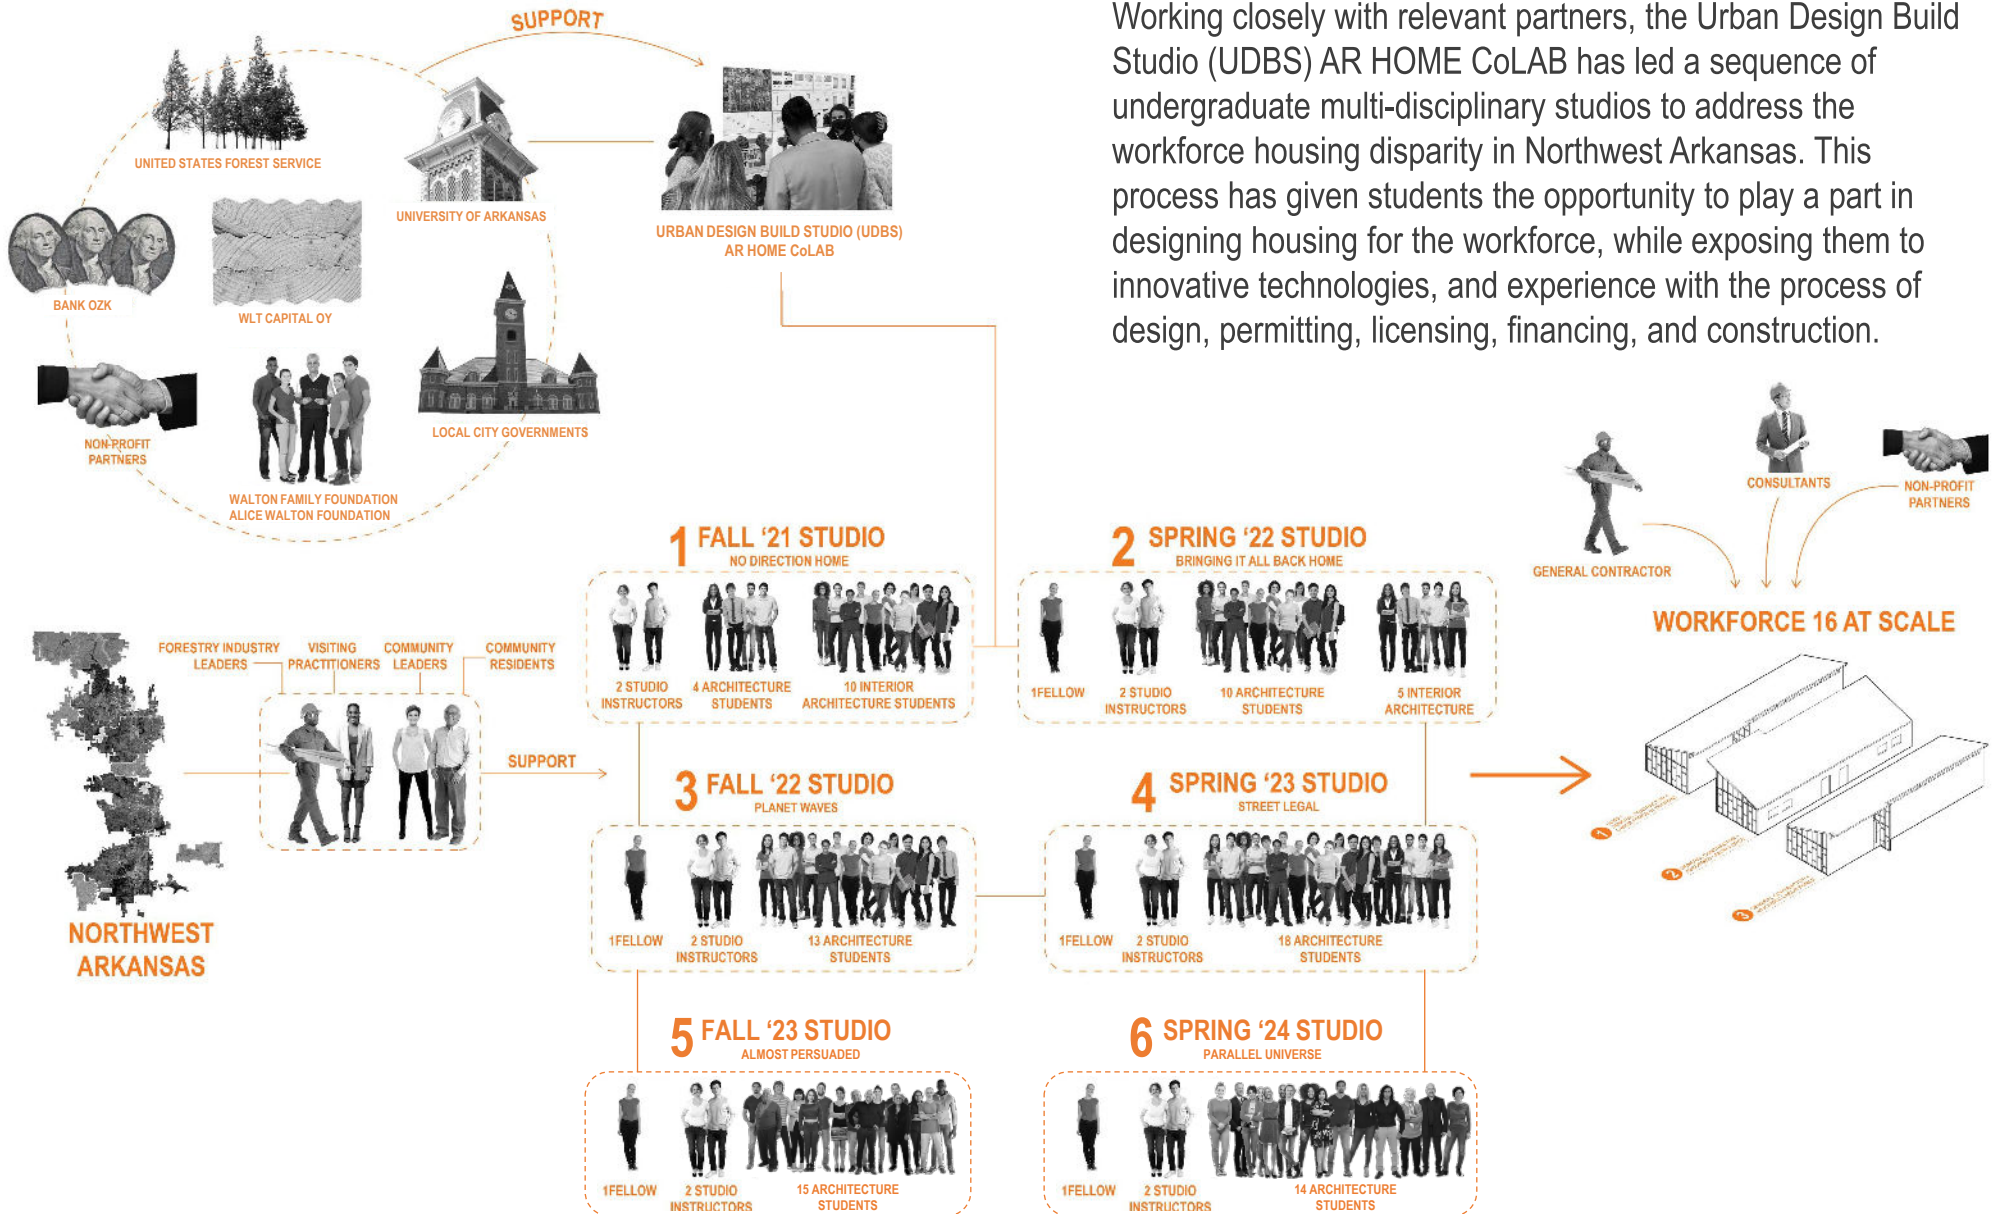 SUPPORT
Working closely with relevant partners, the Urban Design Build
Studio (UDBS) AR HOME CoLAB has led a sequence of
undergraduate multi-disciplinary studios to address the
workforce housing disparity in Northwest Arkansas. This
process has given students the opportunity to play a part in
designing housing for the workforce, while exposing them to
innovative technologies, and experience with the process of
design, permitting, licensing, financing, and construction.
UNITED STATES FOREST SERVICE
UNIVERSITY OF ARKANSAS
URBAN DESIGN BUILD STUDIO (UDBS)
AR HOME CoLAB
BANK OZK
WLT CAPITAL OY
LOCAL CITY GOVERNMENTS
NON-PROFIT
PARTNERS
WALTON FAMILY FOUNDATION
ALICE WALTON FOUNDATION
GENERAL CONTRACTOR
CONSULTANTS
NON-PROFIT
PARTNERS
WORKFORCE 16 AT SCALE
1
2
3
FORESTRY INDUSTRY
LEADERS
VISITING
PRACTITIONERS
COMMUNITY
LEADERS
COMMUNITY
RESIDENTS
SUPPORT
NORTHWEST
ARKANSAS
1 FALL ‘21 STUDIO
NO DIRECTION HOME
2 STUDIO
INSTRUCTORS
4 ARCHITECTURE
STUDENTS
10 INTERIOR
ARCHITECTURE STUDENTS
2 SPRING ‘22 STUDIO
BRINGING IT ALL BACK HOME
1FELLOW
2 STUDIO
INSTRUCTORS
10 ARCHITECTURE
STUDENTS
5 INTERIOR
ARCHITECTURE
3 FALL ‘22 STUDIO
PLANET WAVES
1FELLOW
2 STUDIO
INSTRUCTORS
13 ARCHITECTURE
STUDENTS
4 SPRING ‘23 STUDIO
STREET LEGAL
1FELLOW
2 STUDIO
INSTRUCTORS
18 ARCHITECTURE
STUDENTS
5 FALL ‘23 STUDIO
ALMOST PERSUADED
1FELLOW
2 STUDIO
INSTRUCTORS
15 ARCHITECTURE
STUDENTS
6 SPRING ‘24 STUDIO
PARALLEL UNIVERSE
1FELLOW
2 STUDIO
INSTRUCTORS
14 ARCHITECTURE
STUDENTS